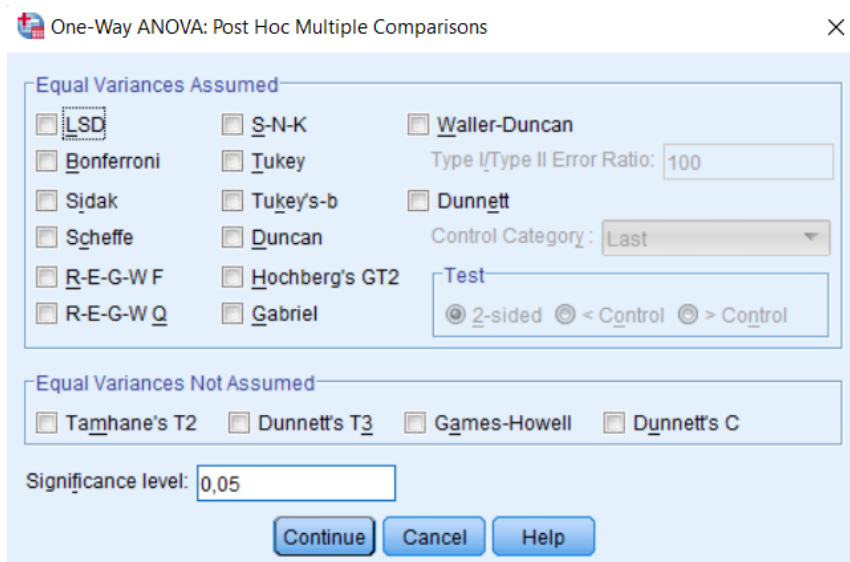 One-Way ANOVA: Post Hoc Multiple Comparisons
Equal Variances Assumed
LSD S-N-K Waller-Duncan
Bonferroni Tukey Type I/Type II Error Ratio: 100
Sidak Tukey's-b Dunnett
Scheffe Duncan Control Category : Last
R-E-G-W F Hochberg's GT2 Test
R-E-G-W Q Gabriel 2-sided < Control > Control
Equal Variances Not Assumed
Tamhane's T2 Dunnett's T3 Games-Howell Dunnett's C
Significance level: 0,05
Continue Cancel Help